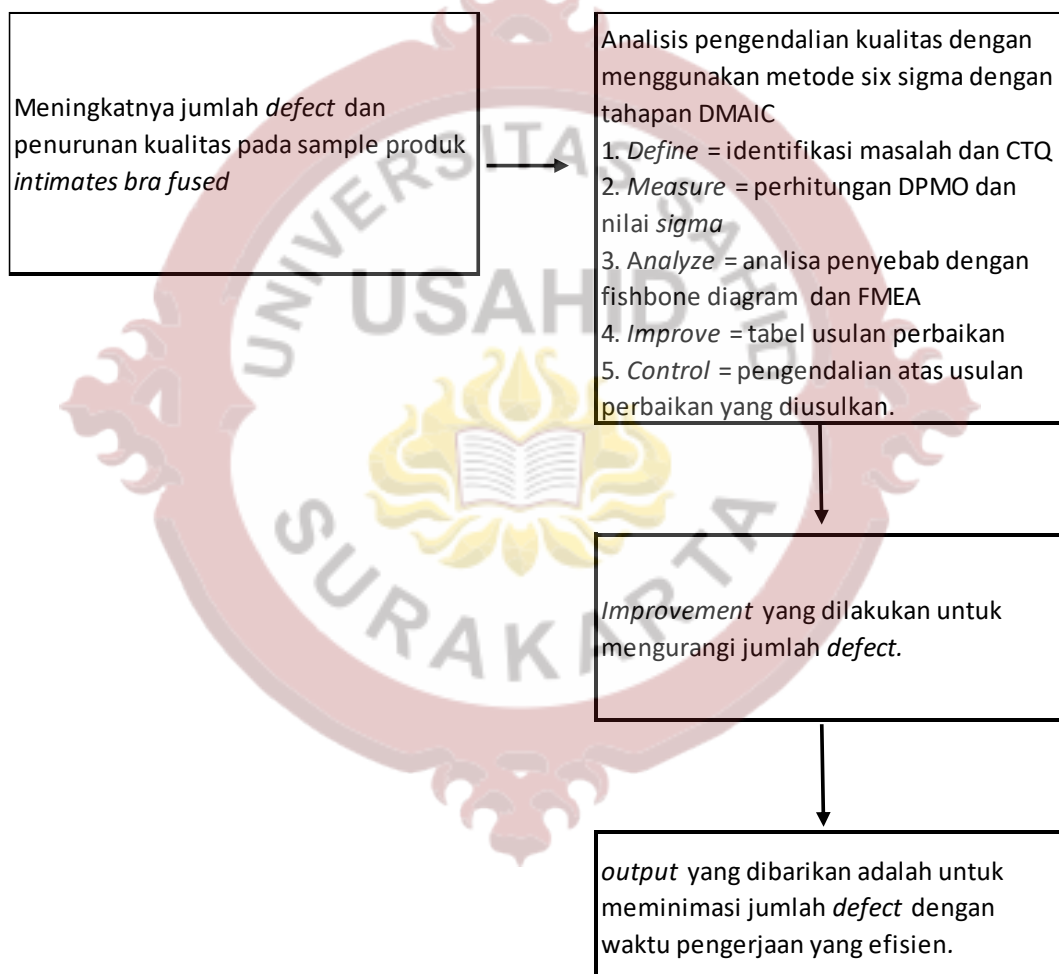 Meningkatnya jumlah defect dan
penurunan kualitas pada sample produk
intimates bra fused
Analisis pengendalian kualitas dengan
menggunakan metode six sigma dengan
tahapan DMAIC
1. Define = identifikasi masalah dan CTQ
2. Measure = perhitungan DPMO dan
nilai sigma
3. Analyze = analisa penyebab dengan
fishbone diagram dan FMEA
4. Improve = tabel usulan perbaikan
5. Control = pengendalian atas usulan
perbaikan yang diusulkan.
Improvement yang dilakukan untuk
mengurangi jumlah defect.
output yang dibarikan adalah untuk
meminimasi jumlah defect dengan
waktu pengerjaan yang efisien.
UNIVERSITAS SAHID
USAHID
SURAKARTA